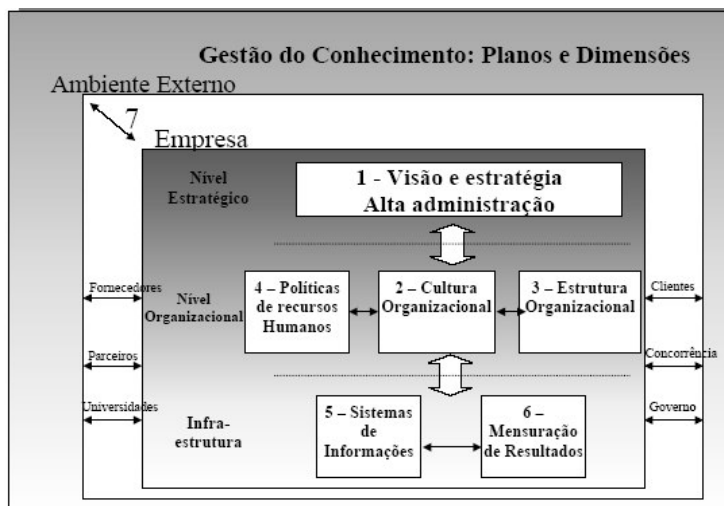 Gestão do Conhecimento: Planos e Dimensões
Ambiente Externo
7
Empresa
Nível
Estratégico
1 - Visão e estratégia
Alta administração
Fornecedores
Parceiros
Universidades
Nível
Organizacional
4 – Políticas
de recursos
Humanos
2 – Cultura
Organizacional
3 – Estrutura
Organizacional
Clientes
Concorrência
Governo
Infra-
estrutura
5 – Sistemas
de
Informações
6 –
Mensuração
de Resultados